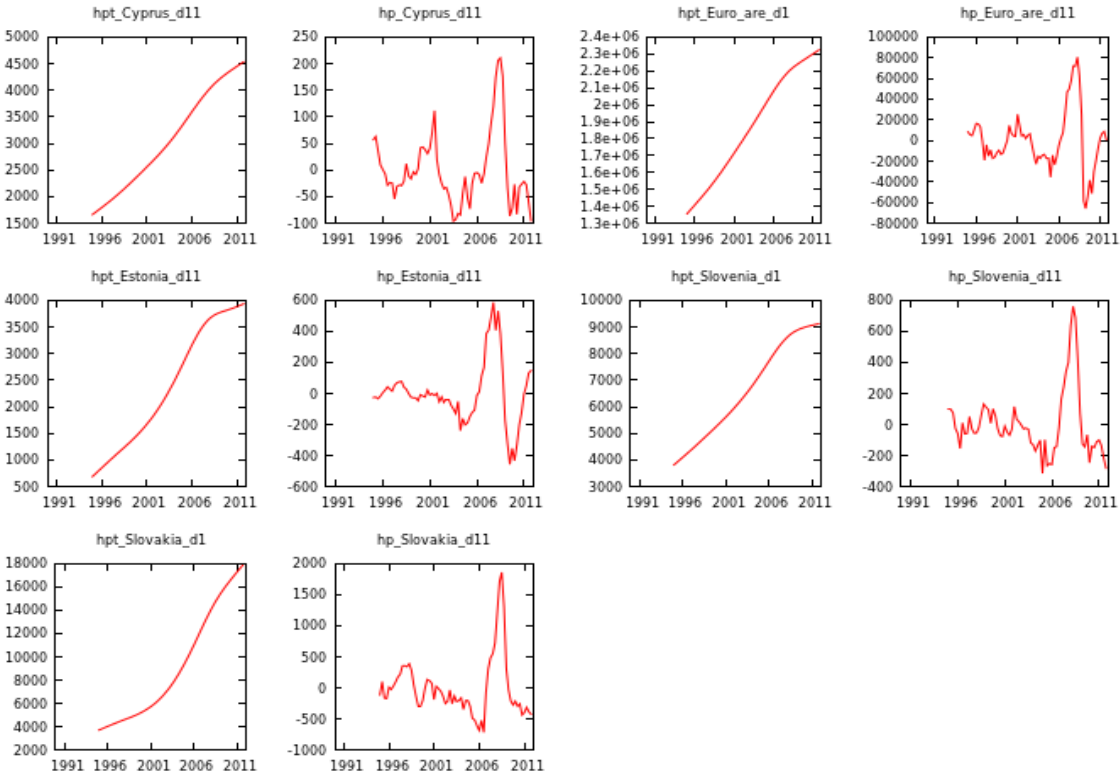 hpt_Cyprus_d11 hp_Cyprus_d11 hpt_Euro_are_d1 hp_Euro_are_d11
5000 250 2.4e+06 100000
4500 200 2.3e+06 80000
4000 150 2.2e+06 60000
3500 100 2.1e+06 40000
3000 50 2e+06 20000
2500 0 1.9e+06 0
2000 -50 1.8e+06 -20000
1500 -100 1.7e+06 -40000
1.6e+06 -60000
1.5e+06 -80000
1.4e+06
1.3e+06
1991 1996 2001 2006 2011 1991 1996 2001 2006 2011 1991 1996 2001 2006 2011 1991 1996 2001 2006 2011
hpt_Estonia_d11 hp_Estonia_d11 hpt_Slovenia_d1 hp_Slovenia_d11
4000 600 10000 800
3500 400 9000 600
3000 200 8000 400
2500 0 7000 200
2000 -200 6000 0
1500 -400 5000 -200
1000 -600 4000 -400
500 3000
1991 1996 2001 2006 2011 1991 1996 2001 2006 2011 1991 1996 2001 2006 2011 1991 1996 2001 2006 2011
hpt_Slovakia_d1 hp_Slovakia_d11
18000 2000
16000 1500
14000 1000
12000 500
10000 0
8000 -500
6000 -1000
4000
2000
1991 1996 2001 2006 2011 1991 1996 2001 2006 2011